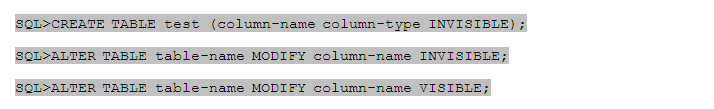 SQL>CREATE TABLE test (column-name column-type INVISIBLE);
SQL>ALTER TABLE table-name MODIFY column-name INVISIBLE;
SQL>ALTER TABLE table-name MODIFY column-name VISIBLE;